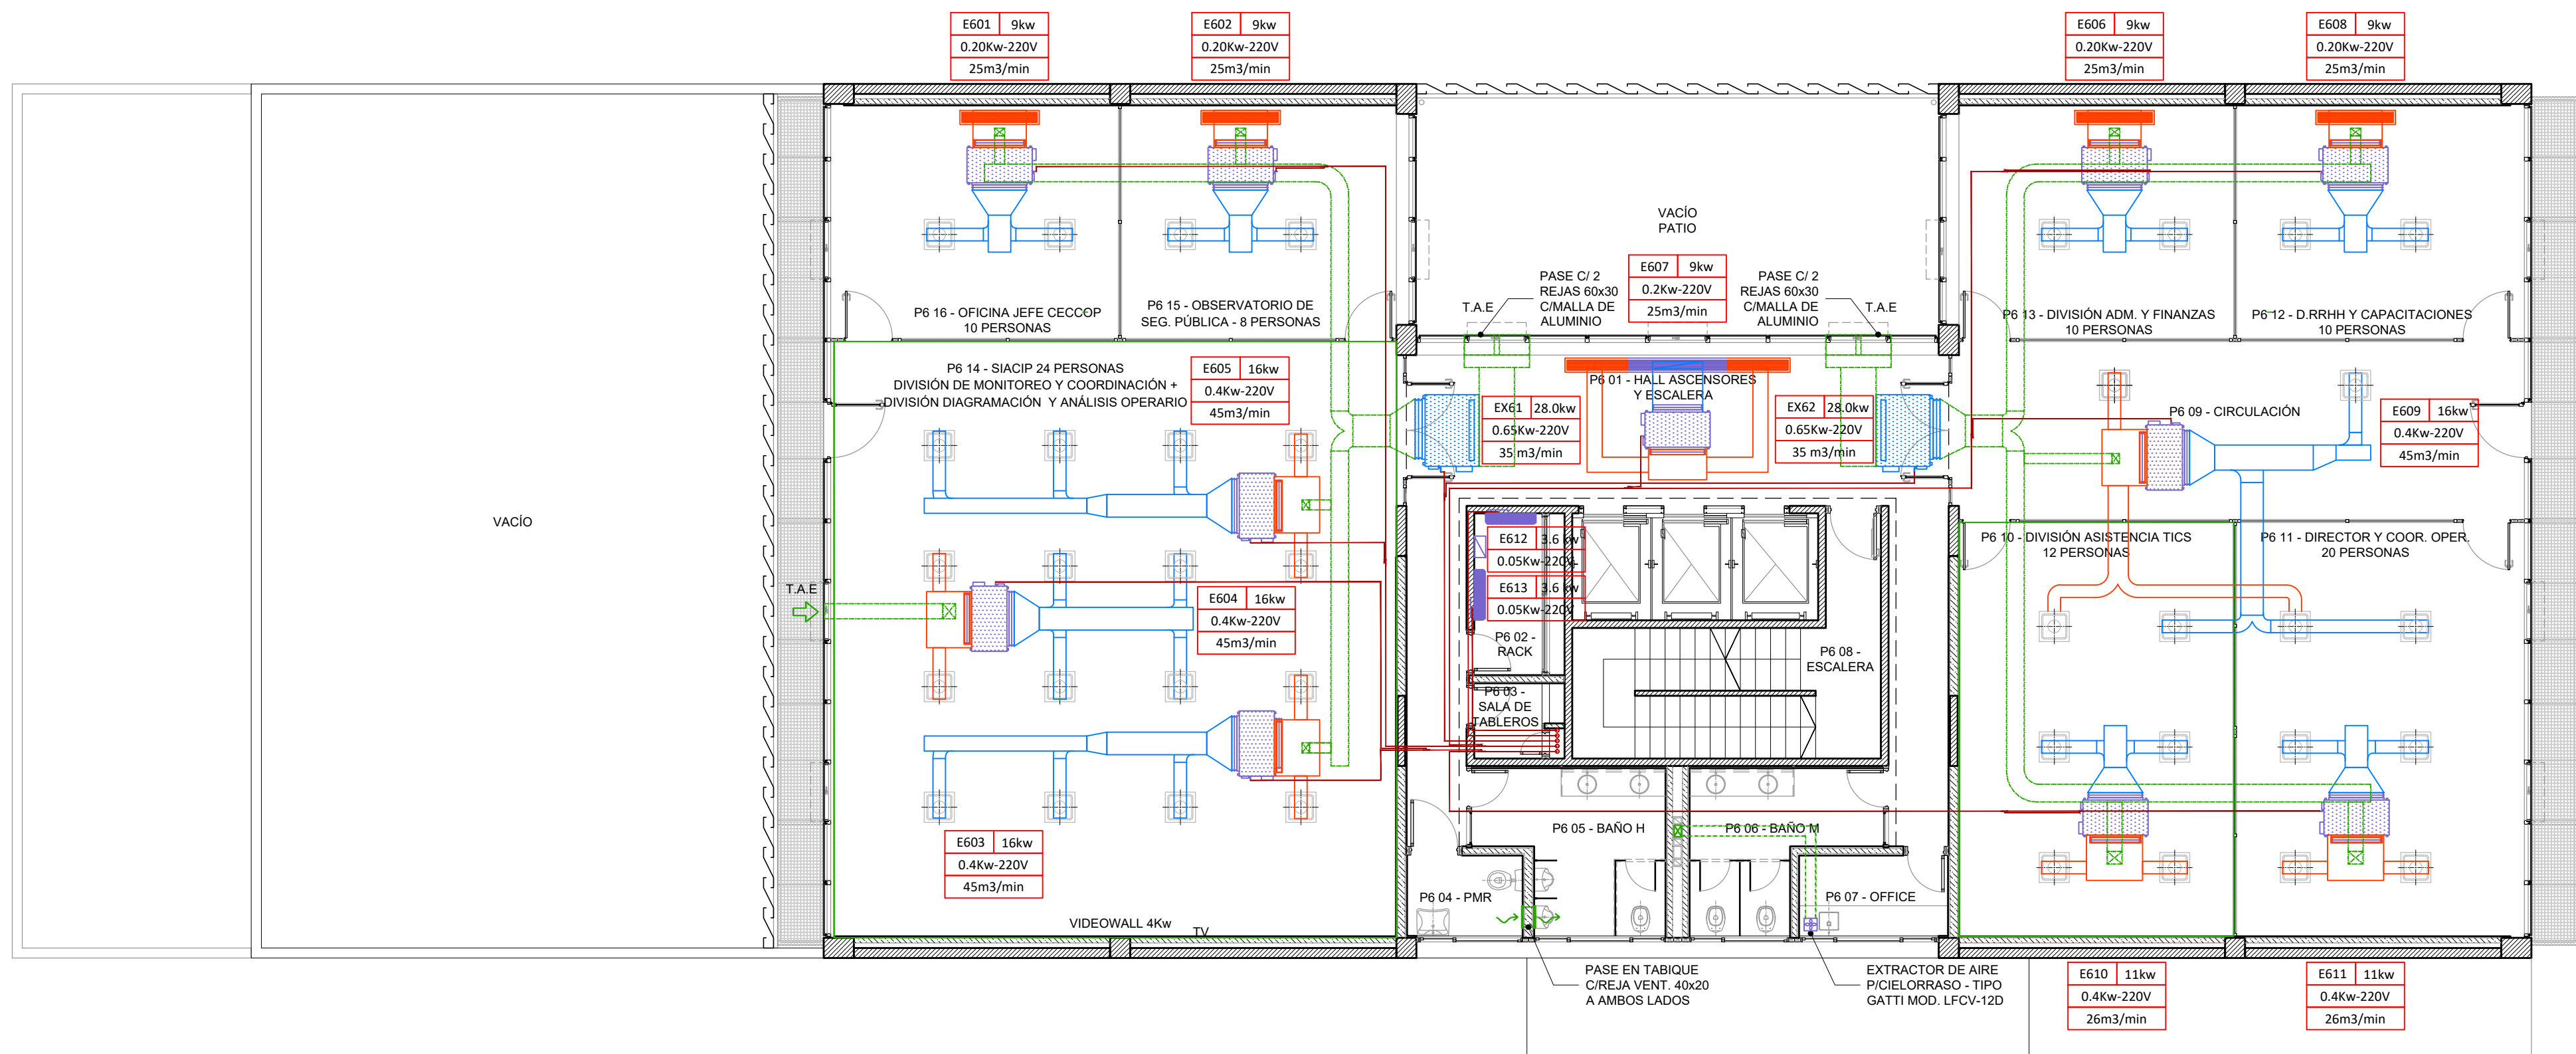 E601 9kw
0.20Kw-220V
25m3/min
E602 9kw
0.20Kw-220V
25m3/min
E606 9kw
0.20Kw-220V
25m3/min
E608 9kw
0.20Kw-220V
25m3/min
VACÍO
PATIO
PASE C/ 2
REJAS 60x30
C/MALLA DE
ALUMINIO
T.A.E
E607 9kw
0.2Kw-220V
25m3/min
PASE C/ 2
REJAS 60x30
C/MALLA DE
ALUMINIO
T.A.E
P6 16 - OFICINA JEFE CECCOP
10 PERSONAS
P6 15 - OBSERVATORIO DE
SEG. PÚBLICA - 8 PERSONAS
P6 13 - DIVISIÓN ADM. Y FINANZAS
10 PERSONAS
P6 12 - D.RRHH Y CAPACITACIONES
10 PERSONAS
P6 14 - SIACIP 24 PERSONAS
DIVISIÓN DE MONITOREO Y COORDINACIÓN +
DIVISIÓN DIAGRAMACIÓN Y ANÁLISIS OPERARIO
E605 16kw
0.4Kw-220V
45m3/min
P6 01 - HALL ASCENSORES
Y ESCALERA
EX61 28.0kw
0.65Kw-220V
35 m3/min
EX62 28.0kw
0.65Kw-220V
35 m3/min
P6 09 - CIRCULACIÓN
E609 16kw
0.4Kw-220V
45m3/min
VACÍO
E612 3.6 kw
0.05Kw-220V
E613 3.6 kw
0.05Kw-220V
P6 10 - DIVISIÓN ASISTENCIA TICS
12 PERSONAS
P6 11 - DIRECTOR Y COOR. OPER.
20 PERSONAS
T.A.E
E604 16kw
0.4Kw-220V
45m3/min
P6 02 -
RACK
P6 08 -
ESCALERA
P6 03 -
SALA DE
TABLEROS
E603 16kw
0.4Kw-220V
45m3/min
P6 05 - BAÑO H
P6 06 - BAÑO M
P6 04 - PMR
P6 07 - OFFICE
VIDEOWALL 4Kw
TV
PASE EN TABIQUE
C/REJA VENT. 40x20
A AMBOS LADOS
EXTRACTOR DE AIRE
P/CIELORRASO - TIPO
GATTI MOD. LFCV-12D
E610 11kw
0.4Kw-220V
26m3/min
E611 11kw
0.4Kw-220V
26m3/min